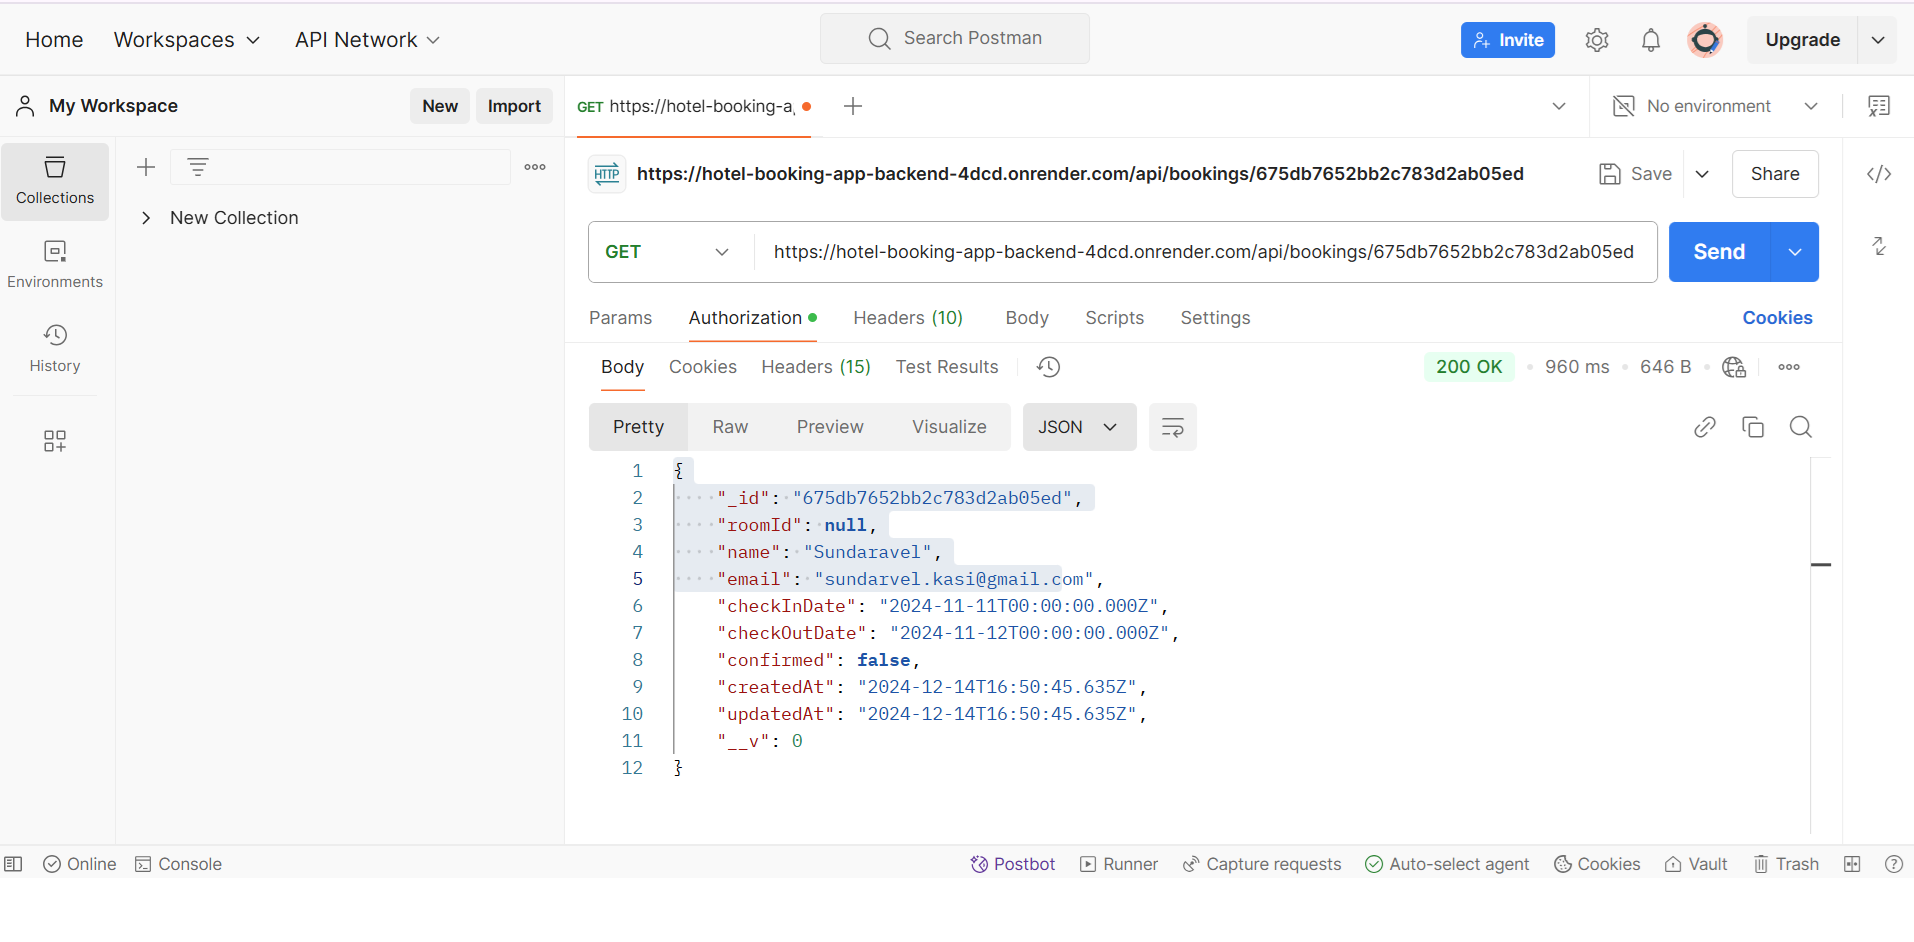 Home Workspaces API Network Search Postman Invite Upgrade
My Workspace New Import GET https://hotel-booking-a No environment
Collections
Environments
History
New Collection
HTTP https://hotel-booking-app-backend-4dcd.onrender.com/api/bookings/675db7652bb2c783d2ab05ed Save Share
GET https://hotel-booking-app-backend-4dcd.onrender.com/api/bookings/675db7652bb2c783d2ab05ed Send
Params Authorization Headers (10) Body Scripts Settings Cookies
Body Cookies Headers (15) Test Results 200 OK • 960 ms • 646 B •
Pretty Raw Preview Visualize JSON
1 {
2 "_id": "675db7652bb2c783d2ab05ed",
3 "roomId": null,
4 "name": "Sundaravel",
5 "email": "sundarvel.kasi@gmail.com",
6 "checkInDate": "2024-11-11T00:00:00.000Z",
7 "checkOutDate": "2024-11-12T00:00:00.000Z",
8 "confirmed": false,
9 "createdAt": "2024-12-14T16:50:45.635Z",
10 "updatedAt": "2024-12-14T16:50:45.635Z",
11 "__v": 0
12 }
Online Console Postbot Runner Capture requests Auto-select agent Cookies Vault Trash